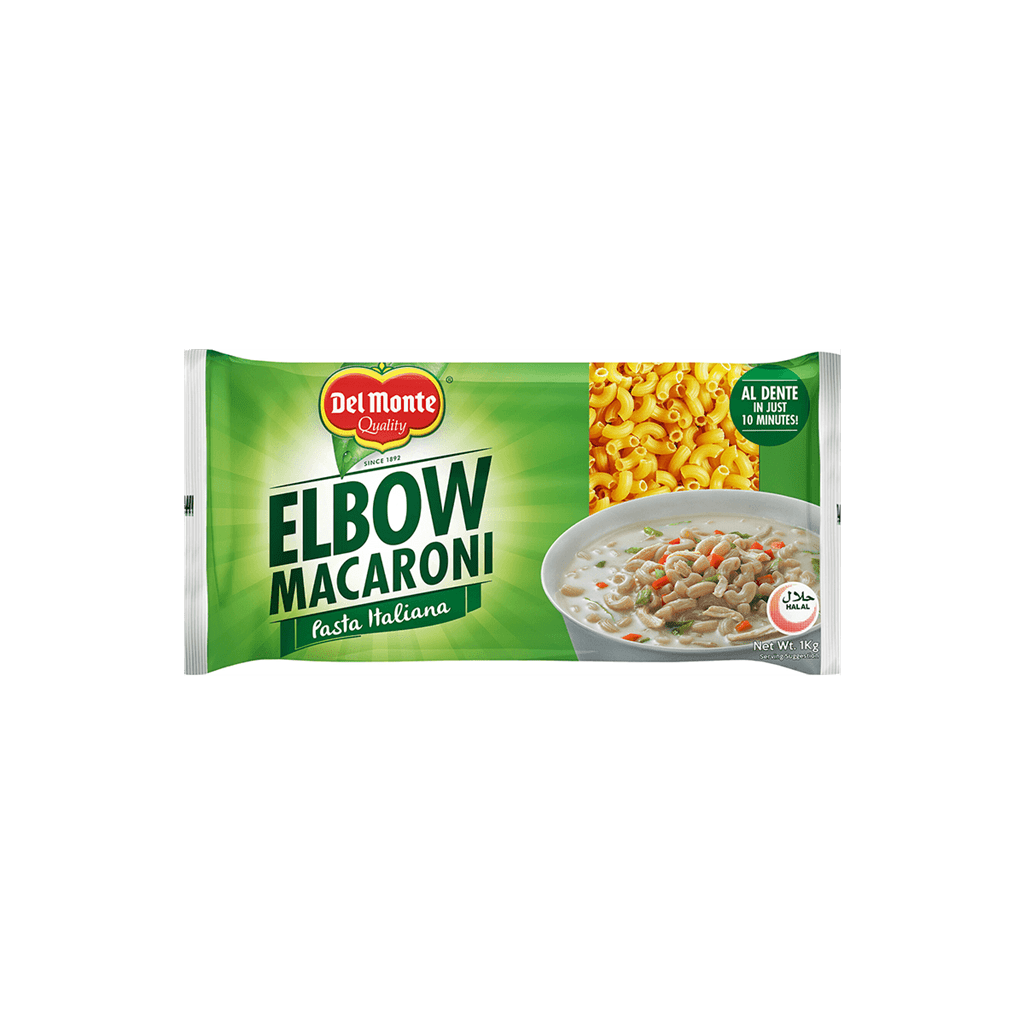 Del Monte
Quality
®
SINCE 1892
ELBOW
MACARONI
Pasta Italiana
AL DENTE
IN JUST
10 MINUTES!
حلال
HALAL
Net Wt. 1Kg
Serving Suggestion